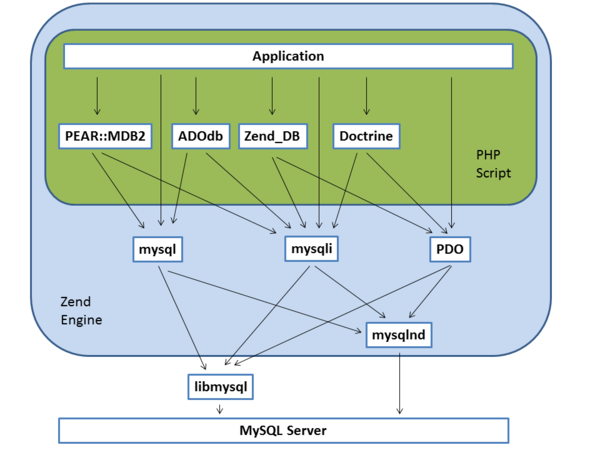 Application
PEAR::MDB2
ADOdb
Zend_DB
Doctrine
PHP
Script
mysql
mysqli
PDO
Zend
Engine
mysqlnd
libmysql
MySQL Server